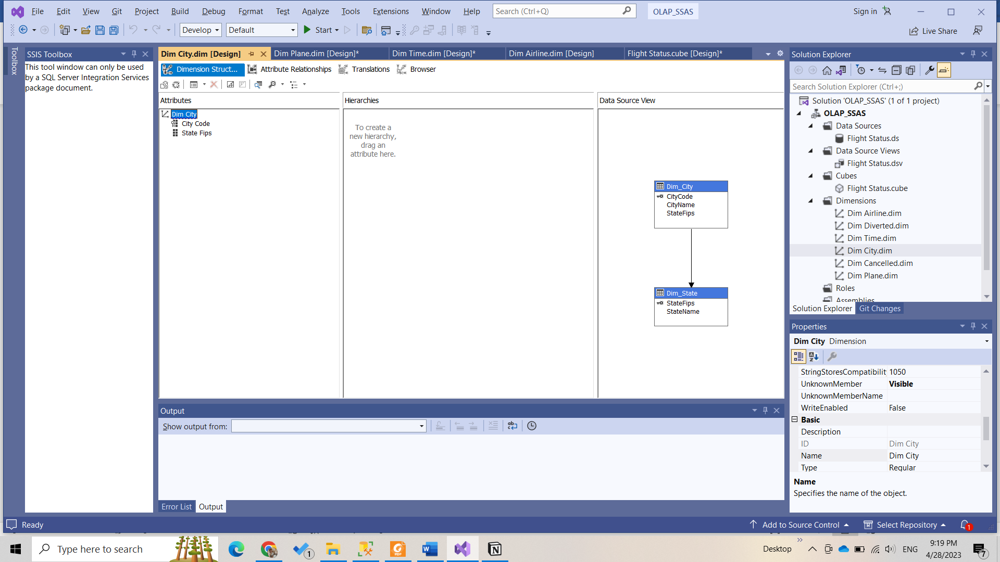 File Edit View Git Project Build Debug Format Test Analyze Tools Extensions Window Help Search (Ctrl+Q) OLAP_SSAS Sign in
Develop Default Start Live Share
Toolbox
SSIS Toolbox
This tool window can only be used
by a SQL Server Integration Services
package document.
Dim City.dim [Design] Dim Plane.dim [Design]* Dim Time.dim [Design]* Dim Airline.dim [Design] Flight Status.cube [Design]*
Dimension Struct... Attribute Relationships Translations Browser
Attributes
Dim City
City Code
State Fips
Hierarchies
To create a
new hierarchy,
drag an
attribute here.
Data Source View
Dim_City
CityCode
CityName
StateFips
Dim_State
StateFips
StateName
Output
Show output from:
Error List Output
Solution Explorer
Search Solution Explorer (Ctrl+;)
Solution 'OLAP_SSAS' (1 of 1 project)
OLAP_SSAS
Data Sources
Flight Status.ds
Data Source Views
Flight Status.dsv
Cubes
Flight Status.cube
Dimensions
Dim Airline.dim
Dim Diverted.dim
Dim Time.dim
Dim City.dim
Dim Cancelled.dim
Dim Plane.dim
Roles
Assemblies
Solution Explorer Git Changes
Properties
Dim City Dimension
StringStoresCompatibilit 1050
UnknownMember Visible
UnknownMemberName
WriteEnabled False
Basic
Description
ID Dim City
Name Dim City
Type Regular
Name
Specifies the name of the object.
Ready Add to Source Control Select Repository 1
Type here to search 1 PDF W N Desktop ENG 9:19 PM
4/28/2023 7